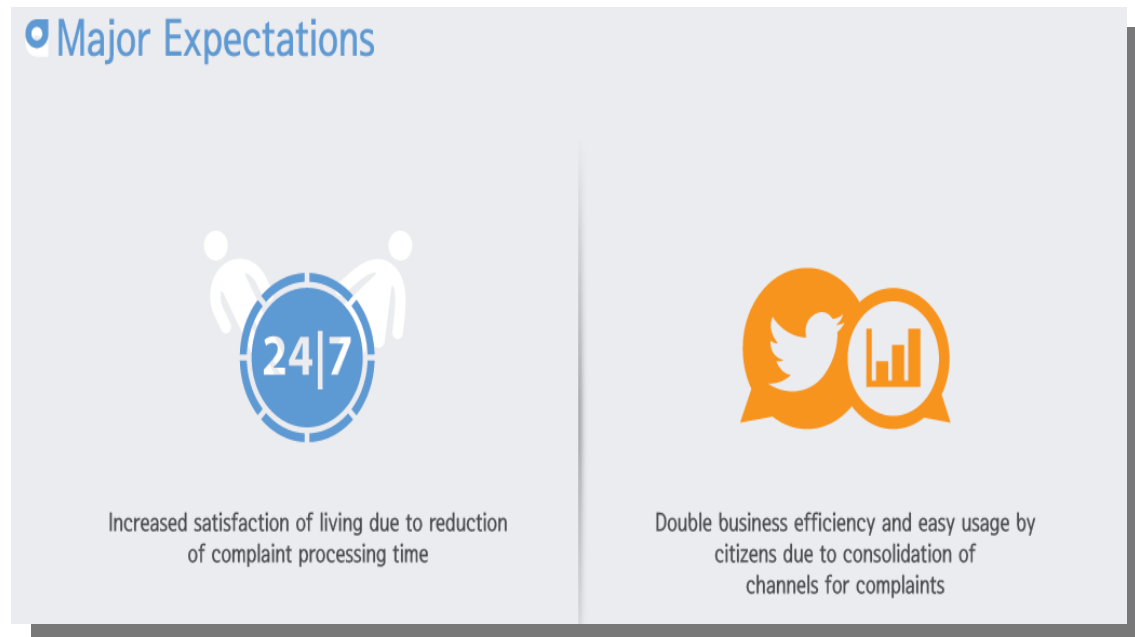 Major Expectations
24|7
Increased satisfaction of living due to reduction
of complaint processing time
Double business efficiency and easy usage by
citizens due to consolidation of
channels for complaints